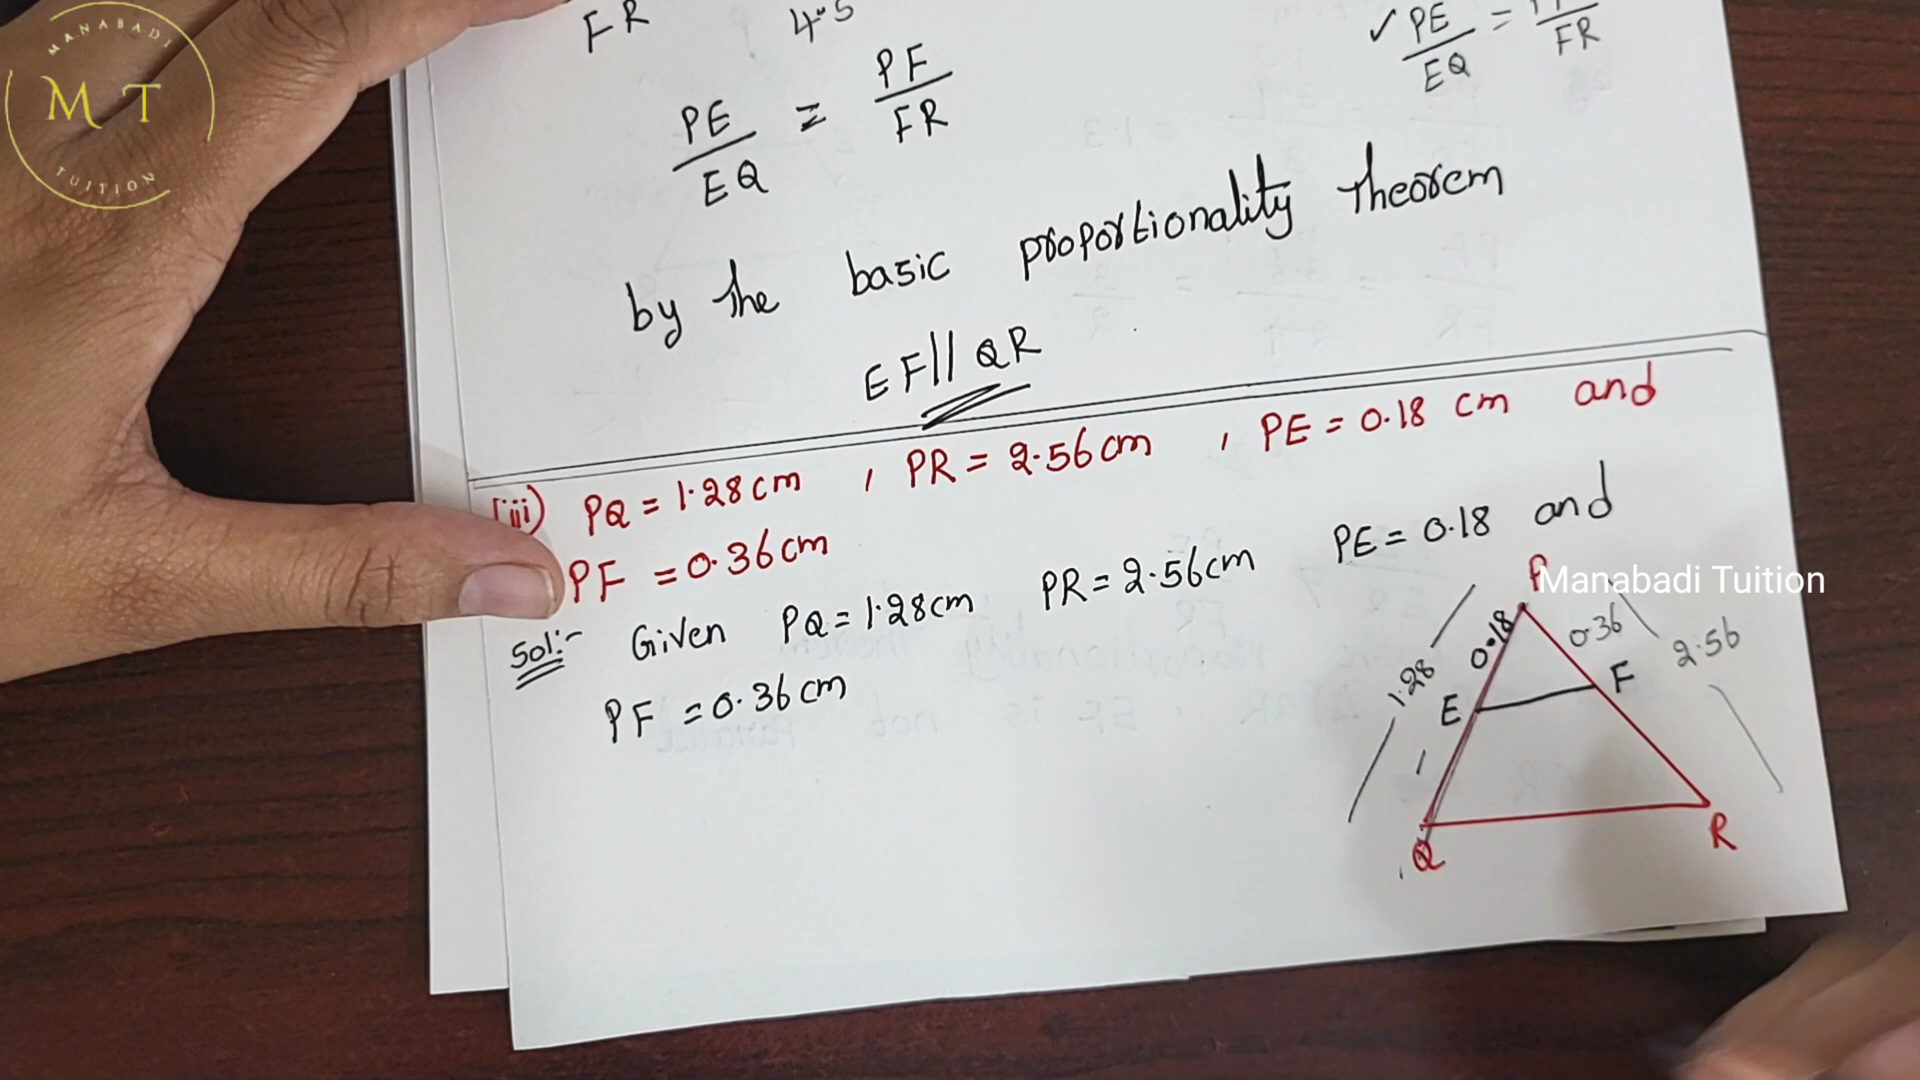 MANABADI
M T
TUITION
FR 4.5
PE/EQ = PF/FR
✓ PE/EQ = /FR
by the basic proportionality theorem
EF || QR
(iii) PQ = 1.28 cm , PR = 2.56 cm , PE = 0.18 cm and
PF = 0.36 cm
Sol:- Given PQ = 1.28 cm PR = 2.56 cm PE = 0.18 and
PF = 0.36 cm
Manabadi Tuition
P
0.18
0.36
1.28
2.56
E
F
Q
R